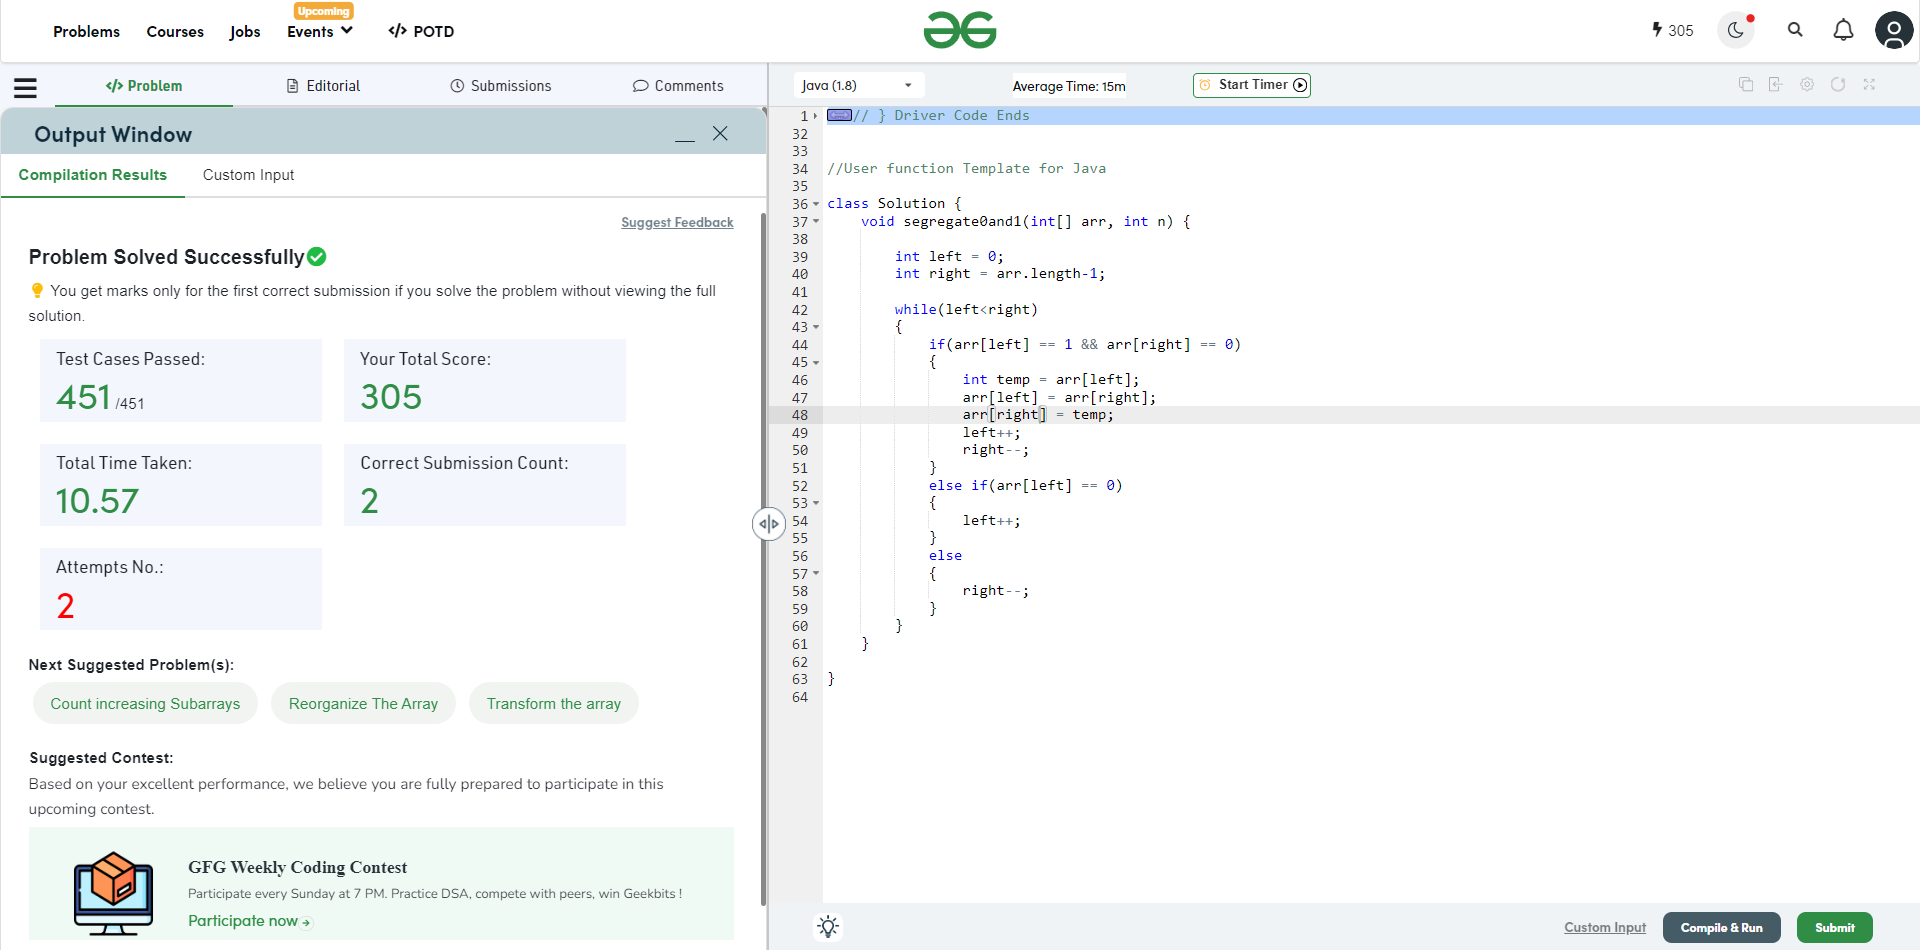 Problems Courses Jobs Upcoming Events POTD
305
Problem Editorial Submissions Comments
Output Window
Compilation Results Custom Input
Suggest Feedback
Problem Solved Successfully
You get marks only for the first correct submission if you solve the problem without viewing the full
solution.
Test Cases Passed: Your Total Score:
451 /451 305
Total Time Taken: Correct Submission Count:
10.57 2
Attempts No.:
2
Next Suggested Problem(s):
Count increasing Subarrays Reorganize The Array Transform the array
Suggested Contest:
Based on your excellent performance, we believe you are fully prepared to participate in this
upcoming contest.
GFG Weekly Coding Contest
Participate every Sunday at 7 PM. Practice DSA, compete with peers, win Geekbits !
Participate now
Java (1.8) Average Time: 15m Start Timer
1 // } Driver Code Ends
32
33
34 //User function Template for Java
35
36 class Solution {
37 void segregate0and1(int[] arr, int n) {
38
39 int left = 0;
40 int right = arr.length-1;
41
42 while(left<right)
43 {
44 if(arr[left] == 1 && arr[right] == 0)
45 {
46 int temp = arr[left];
47 arr[left] = arr[right];
48 arr[right] = temp;
49 left++;
50 right--;
51 }
52 else if(arr[left] == 0)
53 {
54 left++;
55 }
56 else
57 {
58 right--;
59 }
60 }
61 }
62
63 }
64
Custom Input Compile & Run Submit